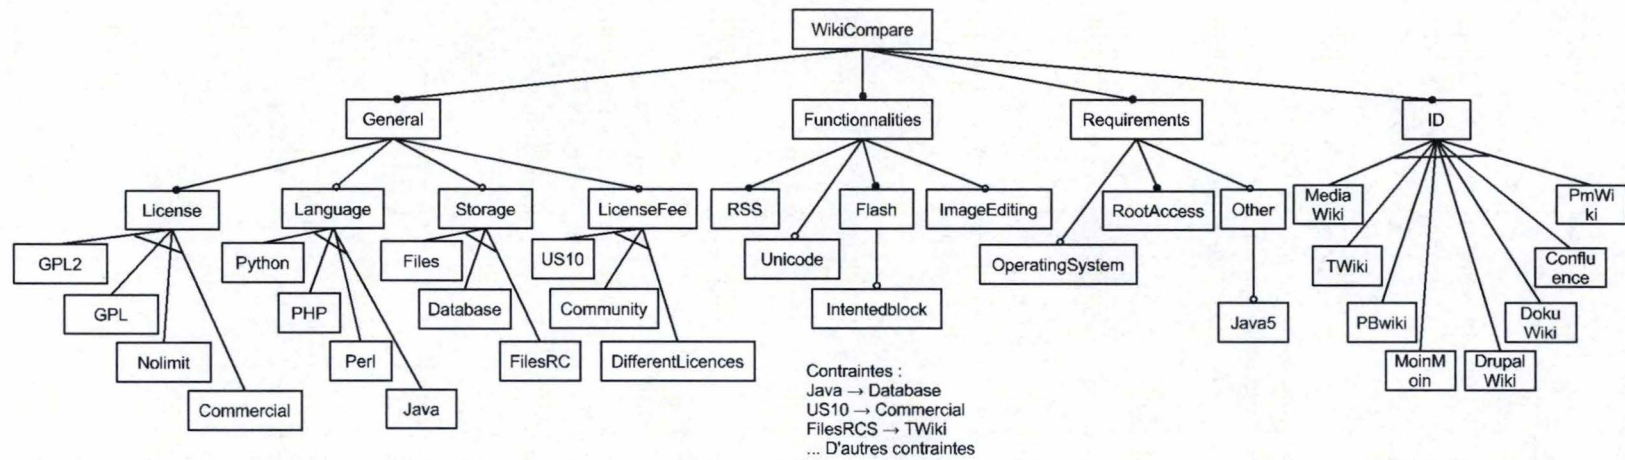 WikiCompare
General
Functionnalities
Requirements
ID
License
Language
Storage
LicenseFee
RSS
Flash
ImageEditing
RootAccess
Other
Media
Wiki
PmWi
ki
GPL2
Python
Files
US10
Unicode
OperatingSystem
TWiki
Conflu
ence
GPL
PHP
Database
Community
Intentedblock
Java5
PBwiki
Doku
Wiki
Nolimit
Perl
FilesRC
DifferentLicences
MoinM
oin
Drupal
Wiki
Commercial
Java
Contraintes :
Java → Database
US10 → Commercial
FilesRCS → TWiki
... D'autres contraintes